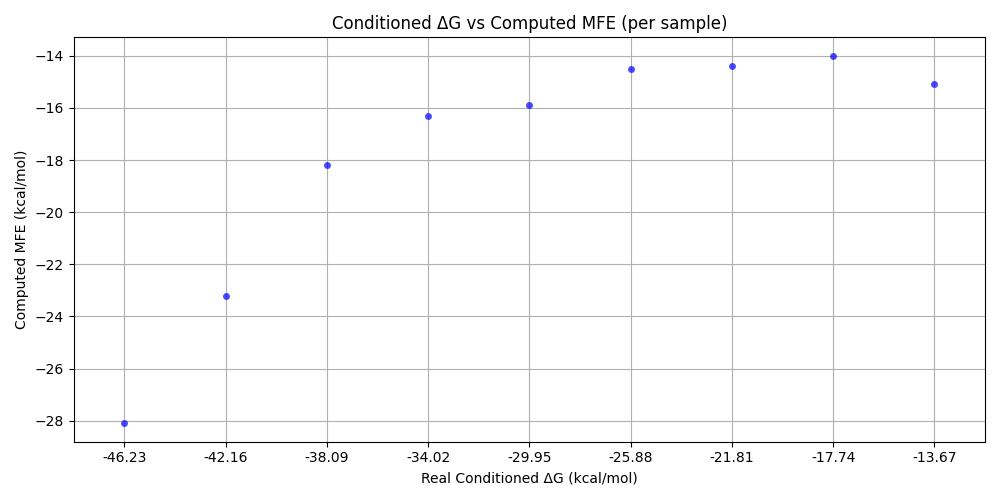 Conditioned ΔG vs Computed MFE (per sample)
Computed MFE (kcal/mol)
−14
−16
−18
−20
−22
−24
−26
−28
-46.23 -42.16 -38.09 -34.02 -29.95 -25.88 -21.81 -17.74 -13.67
Real Conditioned ΔG (kcal/mol)